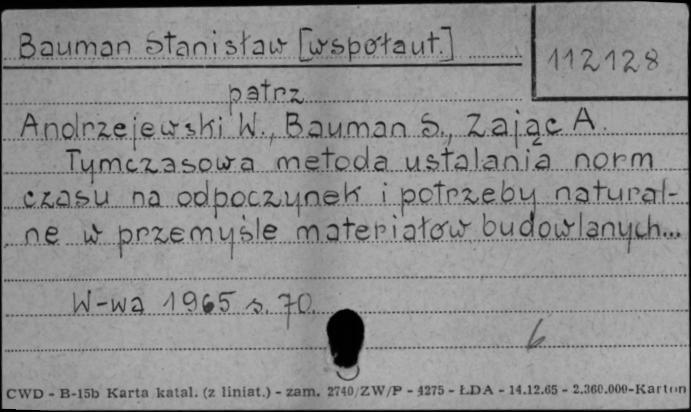 Bauman Stanisław [współaut.]
112128
patrz
Andrzejewski W., Bauman S., Zając A.
Tymczasowa metoda ustalania norm
czasu na odpoczynek i potrzeby natural-
ne w przemyśle materiałów budowlanych...
W-wa 1965 s. 70.
6
CWD - B-15b Karta katal. (z liniat.) - zam. 2740/ZW/P - 4275 - ŁDA - 14.12.65 - 2.360.000-Karton